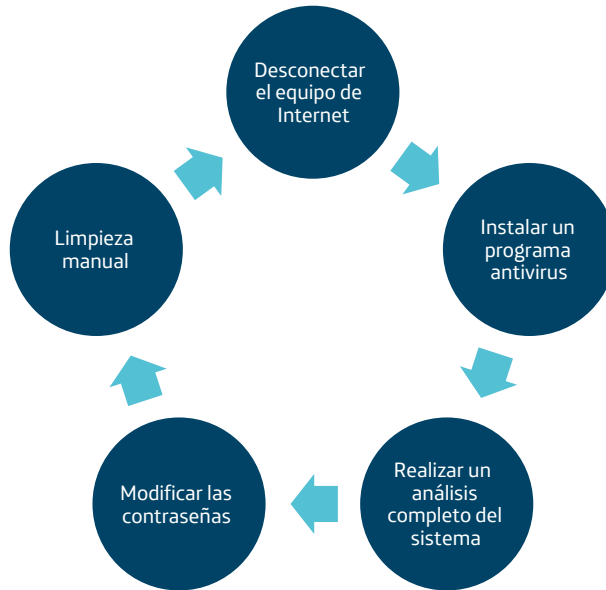 Desconectar
el equipo de
Internet
Instalar un
programa
antivirus
Realizar un
análisis
completo del
sistema
Modificar las
contraseñas
Limpieza
manual